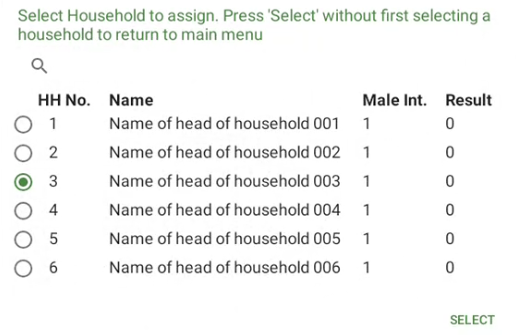 Select Household to assign. Press 'Select' without first selecting a
household to return to main menu
HH No. Name Male Int. Result
1 Name of head of household 001 1 0
2 Name of head of household 002 1 0
3 Name of head of household 003 1 0
4 Name of head of household 004 1 0
5 Name of head of household 005 1 0
6 Name of head of household 006 1 0
SELECT